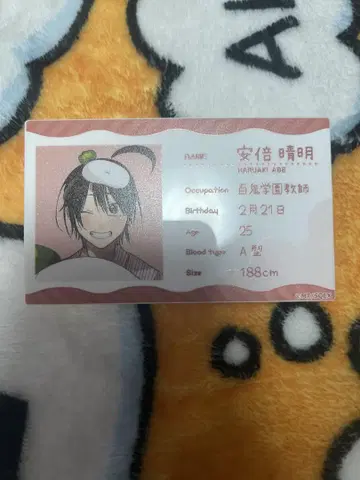 NAME 安倍 晴明
HARUAKI ABE
Occupation 百鬼学園教師
Birthday 2月21日
Age 25
Blood type A 型
Size 188cm